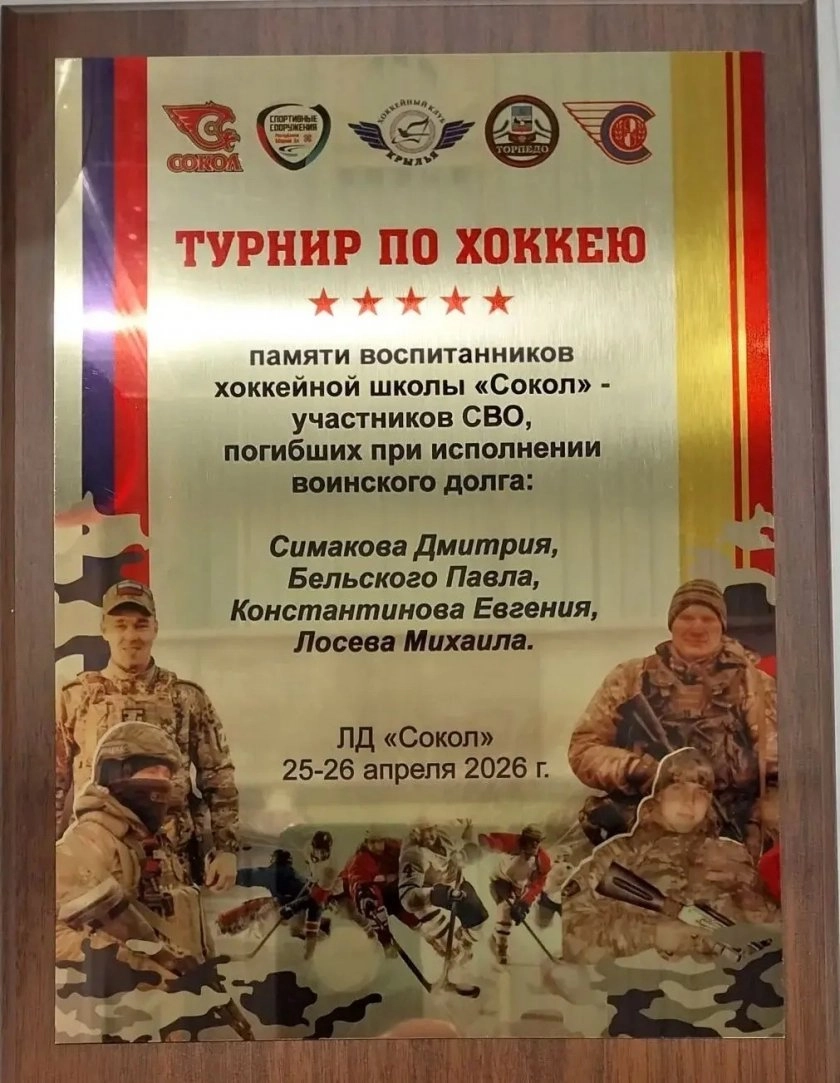 СОКОЛ
СПОРТИВНЫЕ
СООРУЖЕНИЯ
ХОККЕЙНЫЙ КЛУБ
КРЫЛЬЯ
ТОРПЕДО
ТУРНИР ПО ХОККЕЮ
памяти воспитанников
хоккейной школы «Сокол» -
участников СВО,
погибших при исполнении
воинского долга:
Симакова Дмитрия,
Бельского Павла,
Константинова Евгения,
Лосева Михаила.
ЛД «Сокол»
25-26 апреля 2026 г.